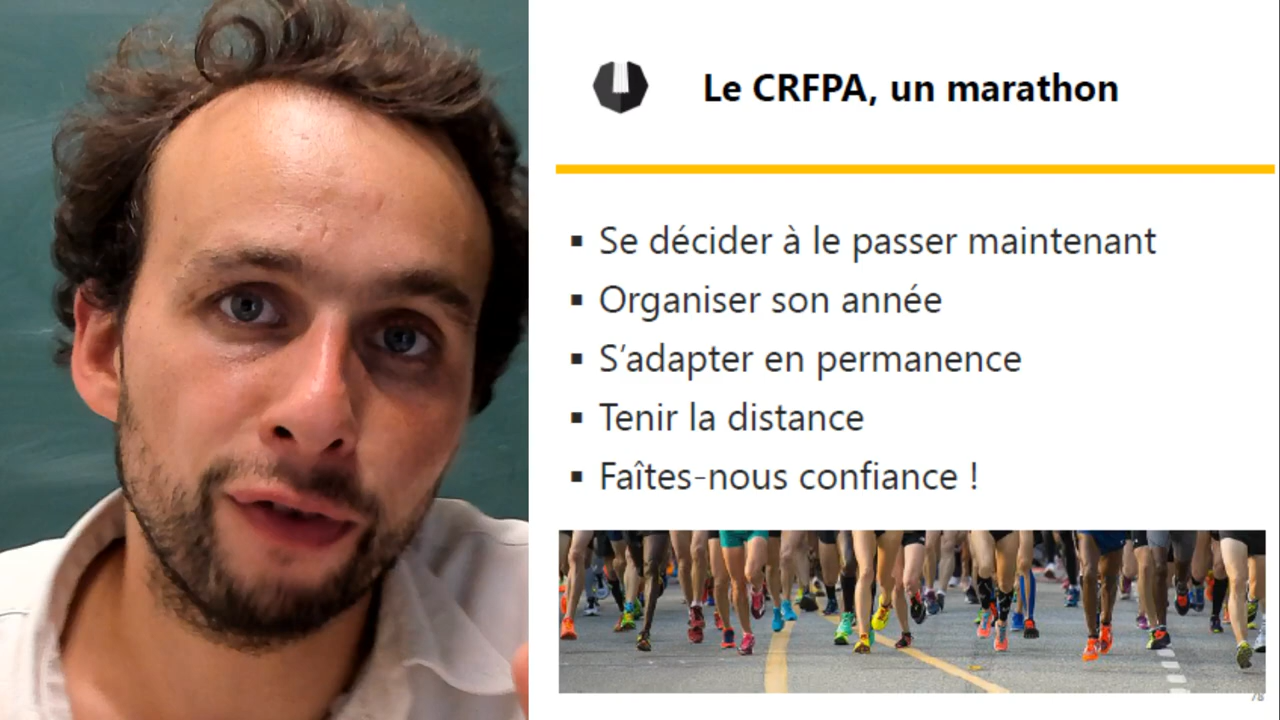 Le CRFPA, un marathon
▪ Se décider à le passer maintenant
▪ Organiser son année
▪ S’adapter en permanence
▪ Tenir la distance
▪ Faîtes-nous confiance !
78